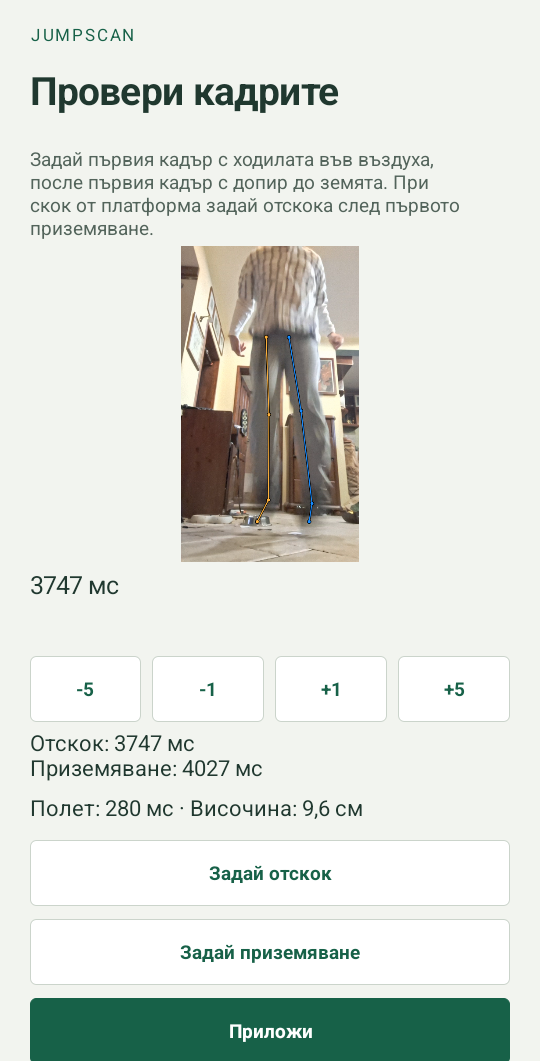 JUMPSCAN
Провери кадрите
Задай първия кадър с ходилата във въздуха,
после първия кадър с допир до земята. При
скок от платформа задай отскока след първото
приземяване.
3747 мс
-5
-1
+1
+5
Отскок: 3747 мс
Приземяване: 4027 мс
Полет: 280 мс · Височина: 9,6 см
Задай отскок
Задай приземяване
Приложи